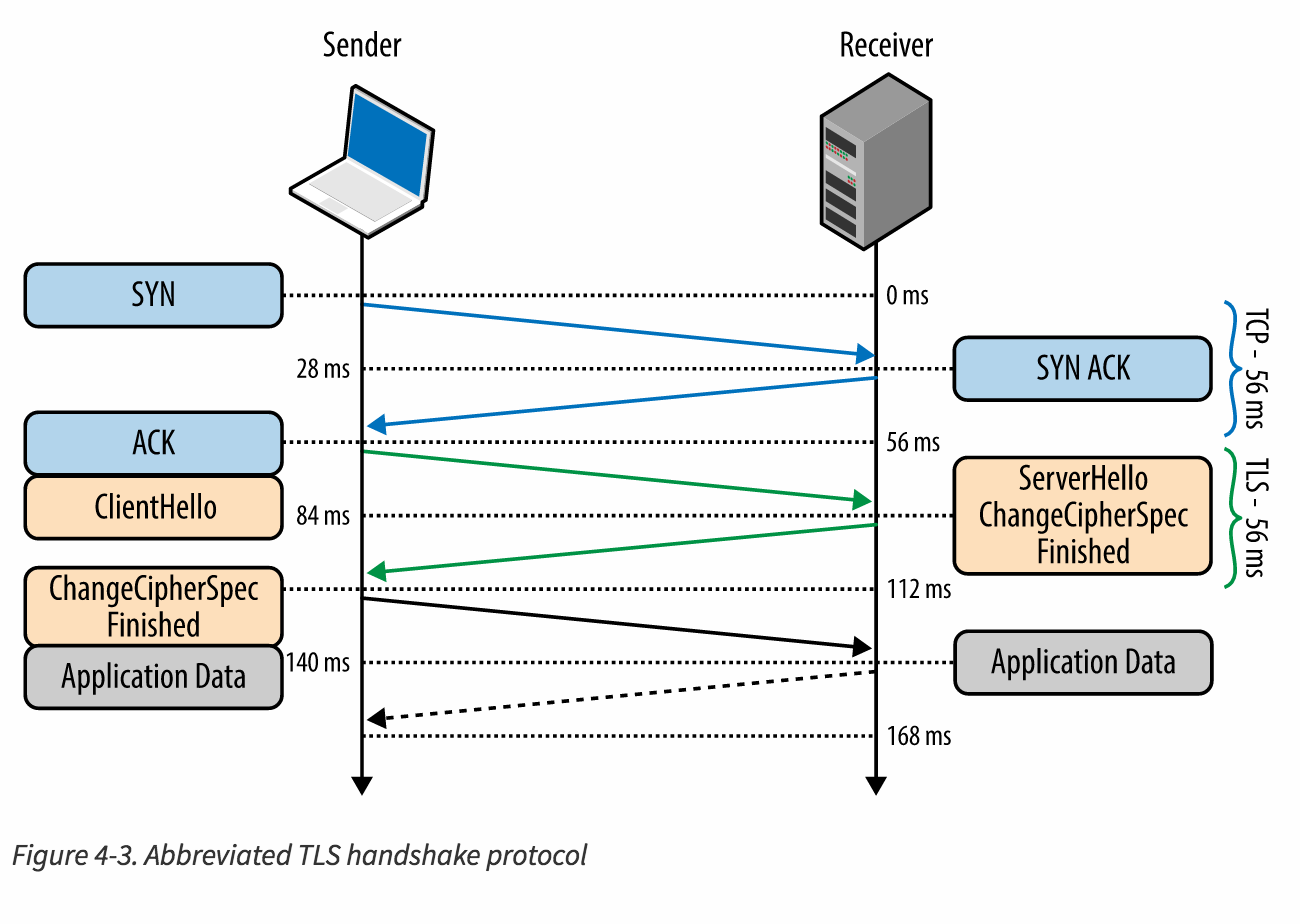 Sender
Receiver
SYN
0 ms
28 ms
SYN ACK
TCP - 56 ms
ACK
56 ms
ClientHello
84 ms
ServerHello
ChangeCipherSpec
Finished
TLS - 56 ms
ChangeCipherSpec
Finished
112 ms
Application Data
140 ms
Application Data
168 ms
Figure 4-3. Abbreviated TLS handshake protocol